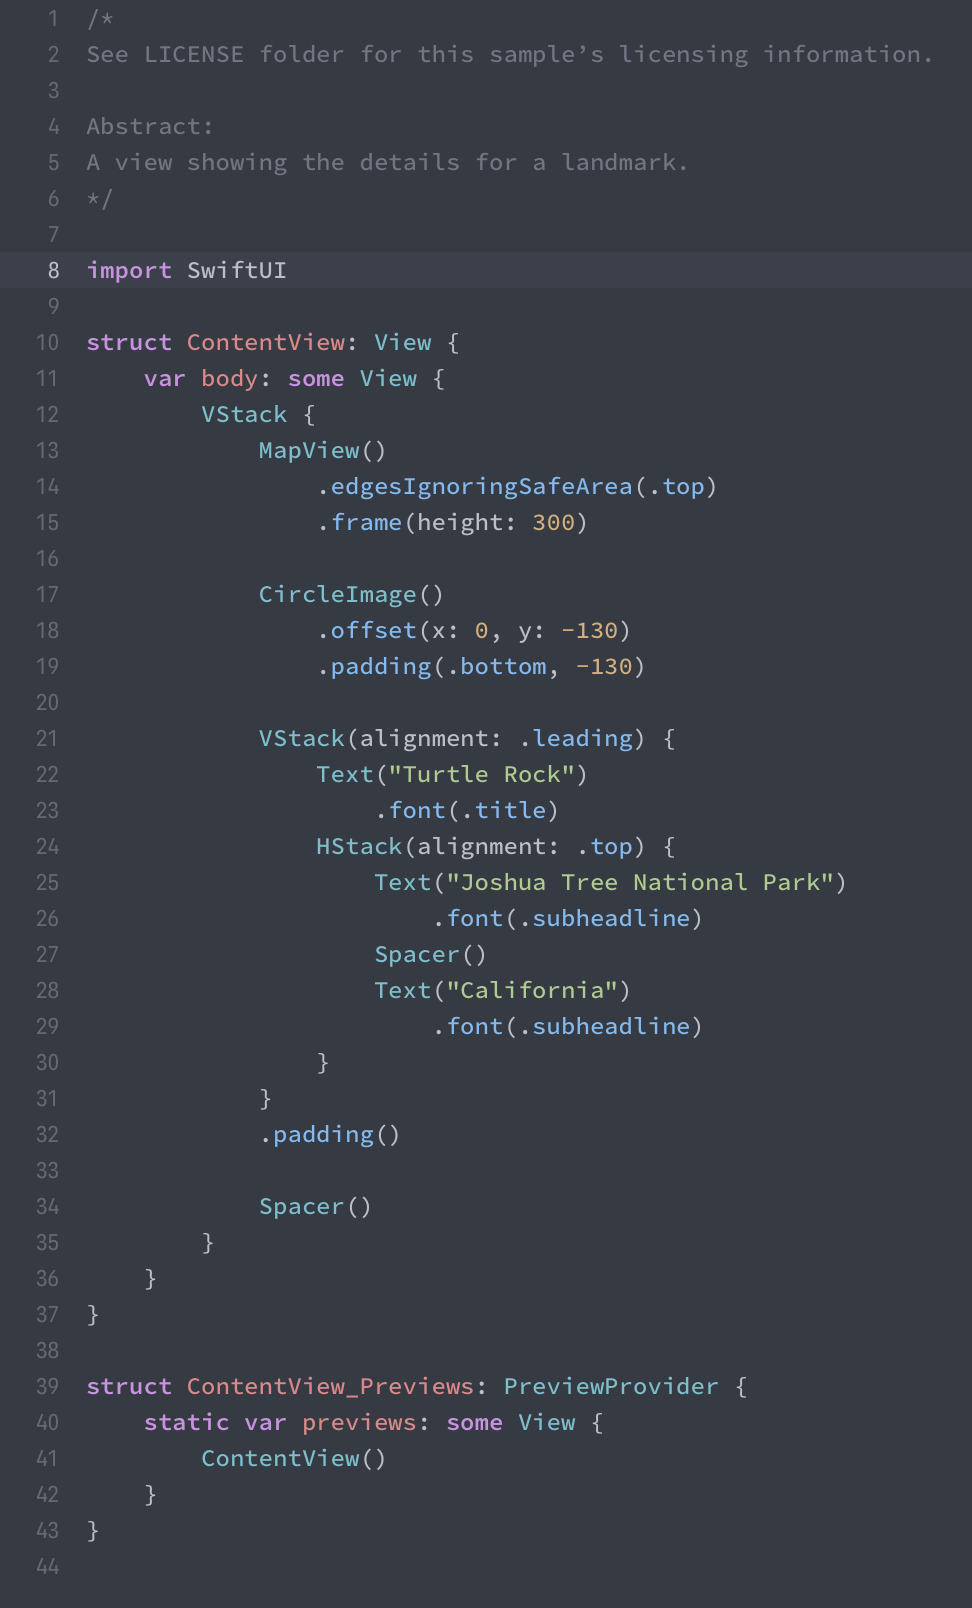 1 /*
2 See LICENSE folder for this sample’s licensing information.
3
4 Abstract:
5 A view showing the details for a landmark.
6 */
7
8 import SwiftUI
9
10 struct ContentView: View {
11     var body: some View {
12         VStack {
13             MapView()
14                 .edgesIgnoringSafeArea(.top)
15                 .frame(height: 300)
16
17             CircleImage()
18                 .offset(x: 0, y: -130)
19                 .padding(.bottom, -130)
20
21             VStack(alignment: .leading) {
22                 Text("Turtle Rock")
23                     .font(.title)
24                 HStack(alignment: .top) {
25                     Text("Joshua Tree National Park")
26                         .font(.subheadline)
27                     Spacer()
28                     Text("California")
29                         .font(.subheadline)
30                 }
31             }
32             .padding()
33
34             Spacer()
35         }
36     }
37 }
38
39 struct ContentView_Previews: PreviewProvider {
40     static var previews: some View {
41         ContentView()
42     }
43 }
44